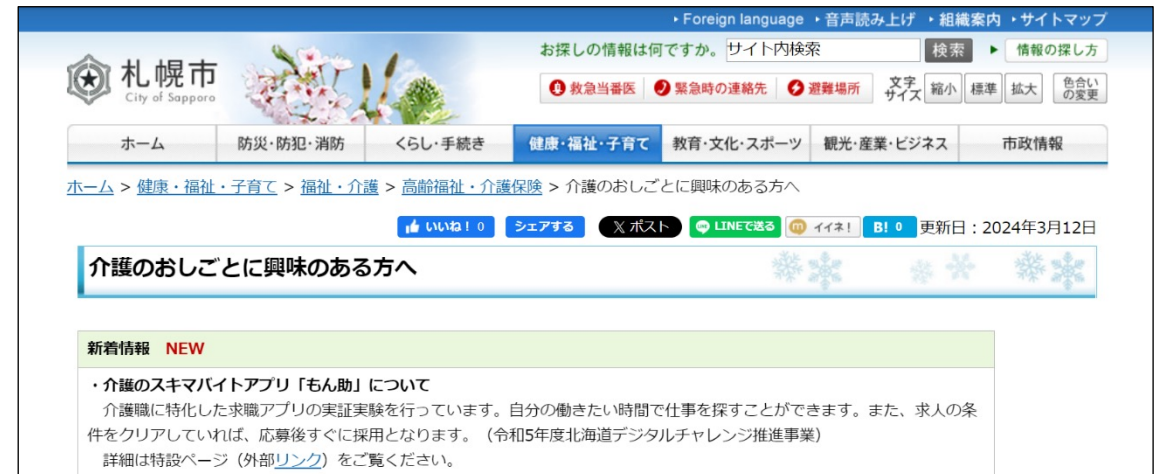 Foreign language 音声読み上げ 組織案内 サイトマップ
札幌市
City of Sapporo
お探しの情報は何ですか。 サイト内検索 検索 情報の探し方
救急当番医 緊急時の連絡先 避難場所 文字サイズ 縮小 標準 拡大 色合いの変更
ホーム 防災・防犯・消防 くらし・手続き 健康・福祉・子育て 教育・文化・スポーツ 観光・産業・ビジネス 市政情報
ホーム > 健康・福祉・子育て > 福祉・介護 > 高齢福祉・介護保険 > 介護のおしごとに興味のある方へ
いいね! 0 シェアする X ポスト LINEで送る イイネ! B! 0 更新日:2024年3月12日
介護のおしごとに興味のある方へ
新着情報 NEW
・介護のスキマバイトアプリ「もん助」について
介護職に特化した求職アプリの実証実験を行っています。自分の働きたい時間で仕事を探すことができます。また、求人の条
件をクリアしていれば、応募後すぐに採用となります。(令和5年度北海道デジタルチャレンジ推進事業)
詳細は特設ページ(外部リンク)をご覧ください。